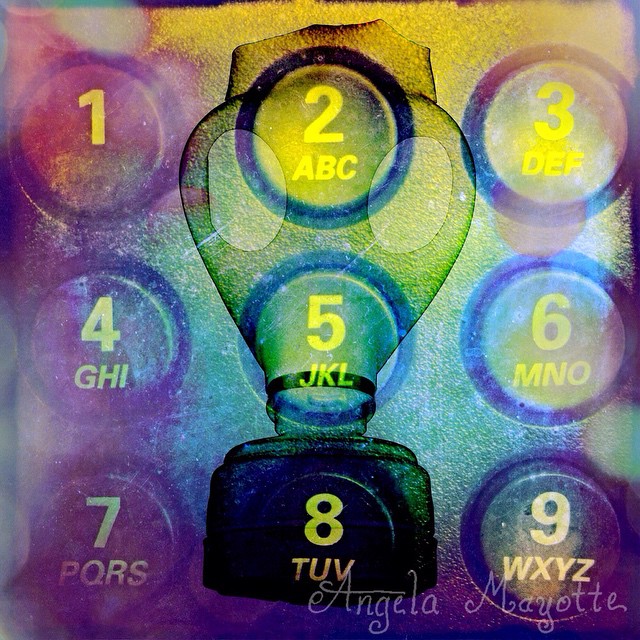 1 2 3
ABC DEF
4 5 6
GHI JKL MNO
7 8 9
PQRS TUV WXYZ
Angela Mayotte